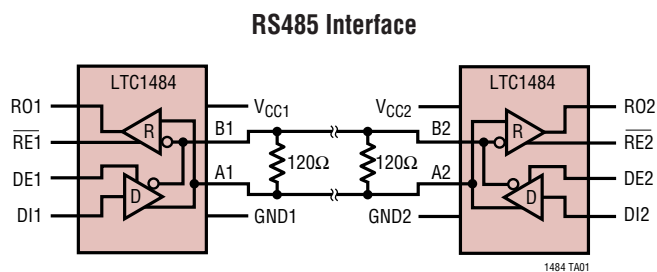 RS485 Interface
LTC1484
LTC1484
RO1
R
VCC1
VCC2
R
RO2
RE1
B1
B2
RE2
DE1
120Ω
120Ω
DE2
A1
A2
DI1
D
D
DI2
GND1
GND2
1484 TA01